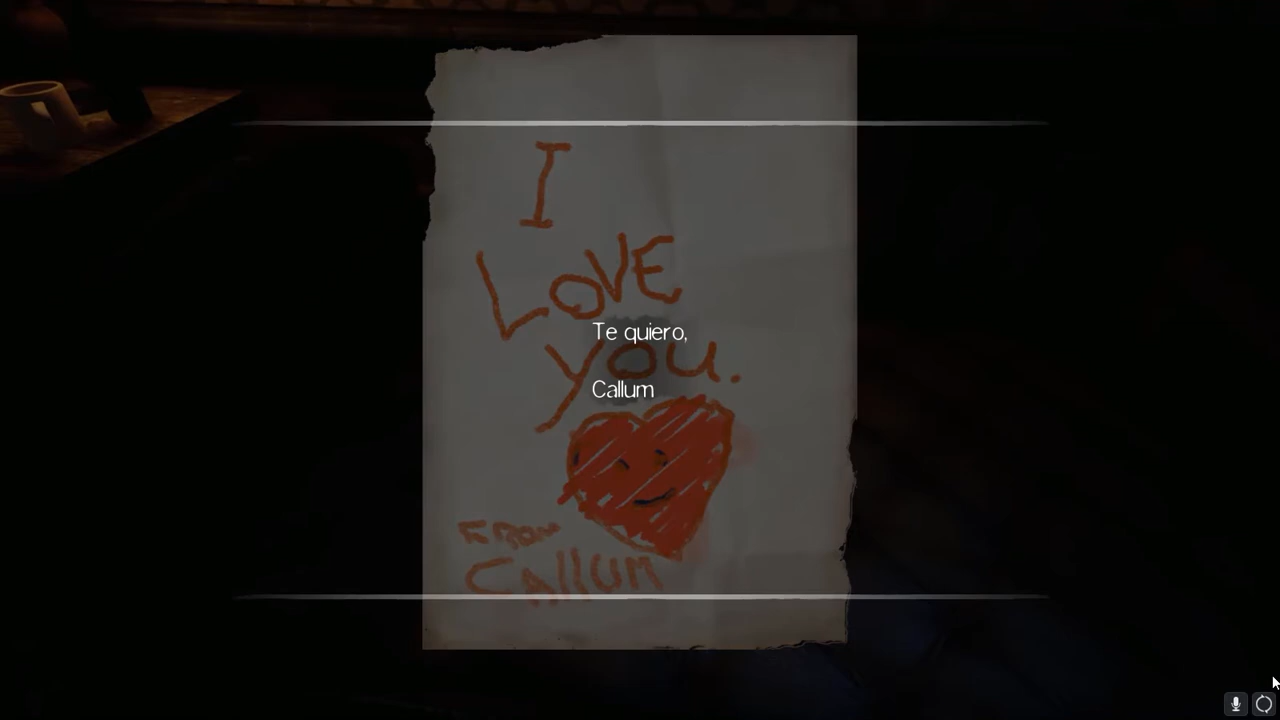 I
LOVE
Te quiero,
you.
Callum
FROM
CAllUM